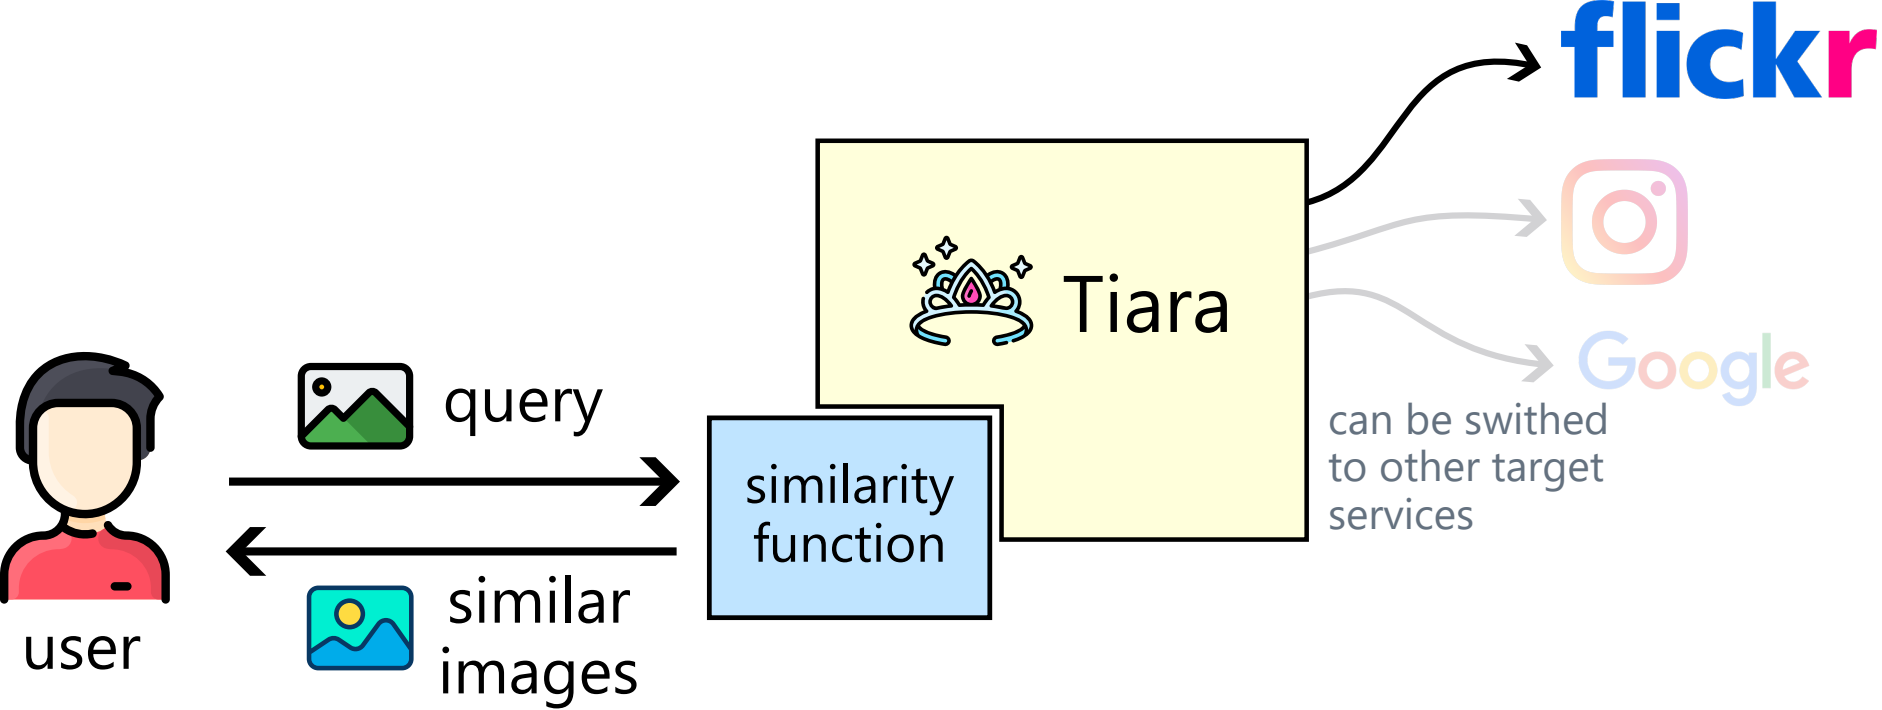 flickr
Tiara
Google
query
can be swithed
to other target
services
similarity
function
similar
images
user